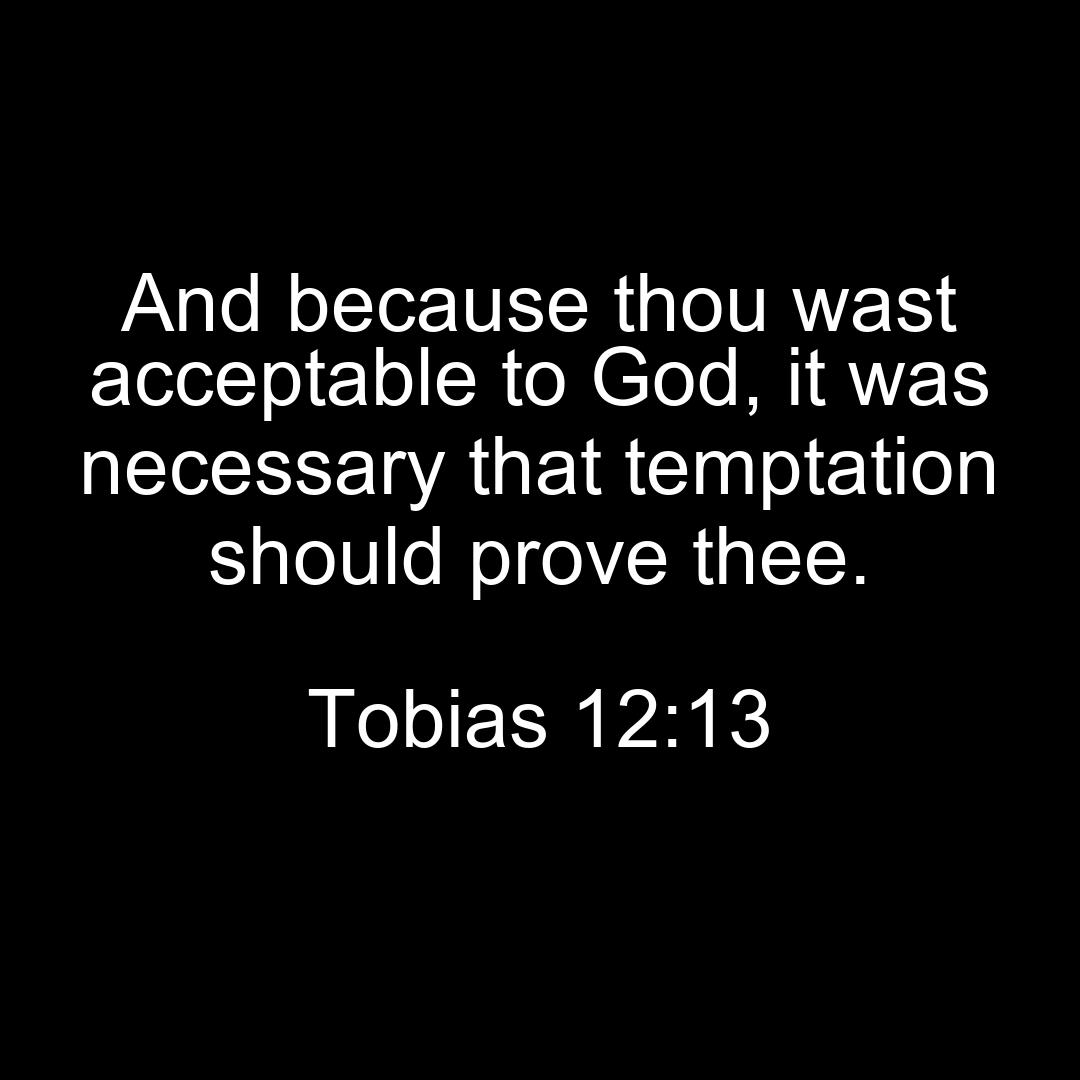 And because thou wast
acceptable to God, it was
necessary that temptation
should prove thee.
Tobias 12:13